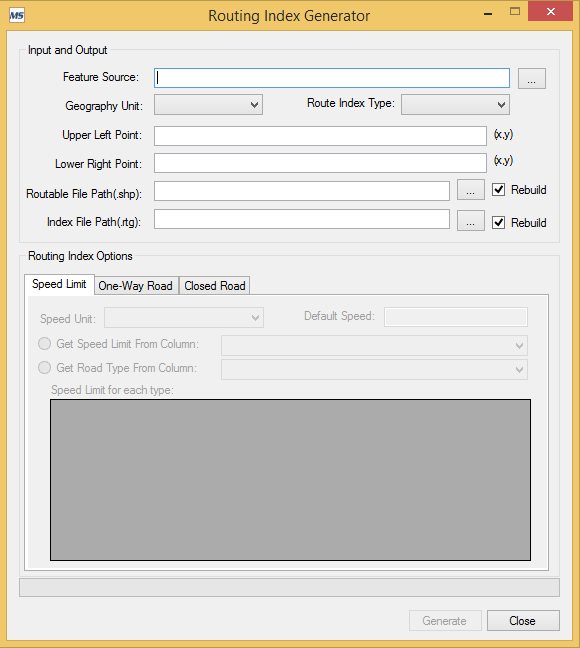 MS Routing Index Generator
Input and Output
Feature Source: ...
Geography Unit: Route Index Type:
Upper Left Point: (x,y)
Lower Right Point: (x,y)
Routable File Path(.shp): ... Rebuild
Index File Path(.rtg): ... Rebuild
Routing Index Options
Speed Limit One-Way Road Closed Road
Speed Unit: Default Speed:
Get Speed Limit From Column:
Get Road Type From Column:
Speed Limit for each type:
Generate Close